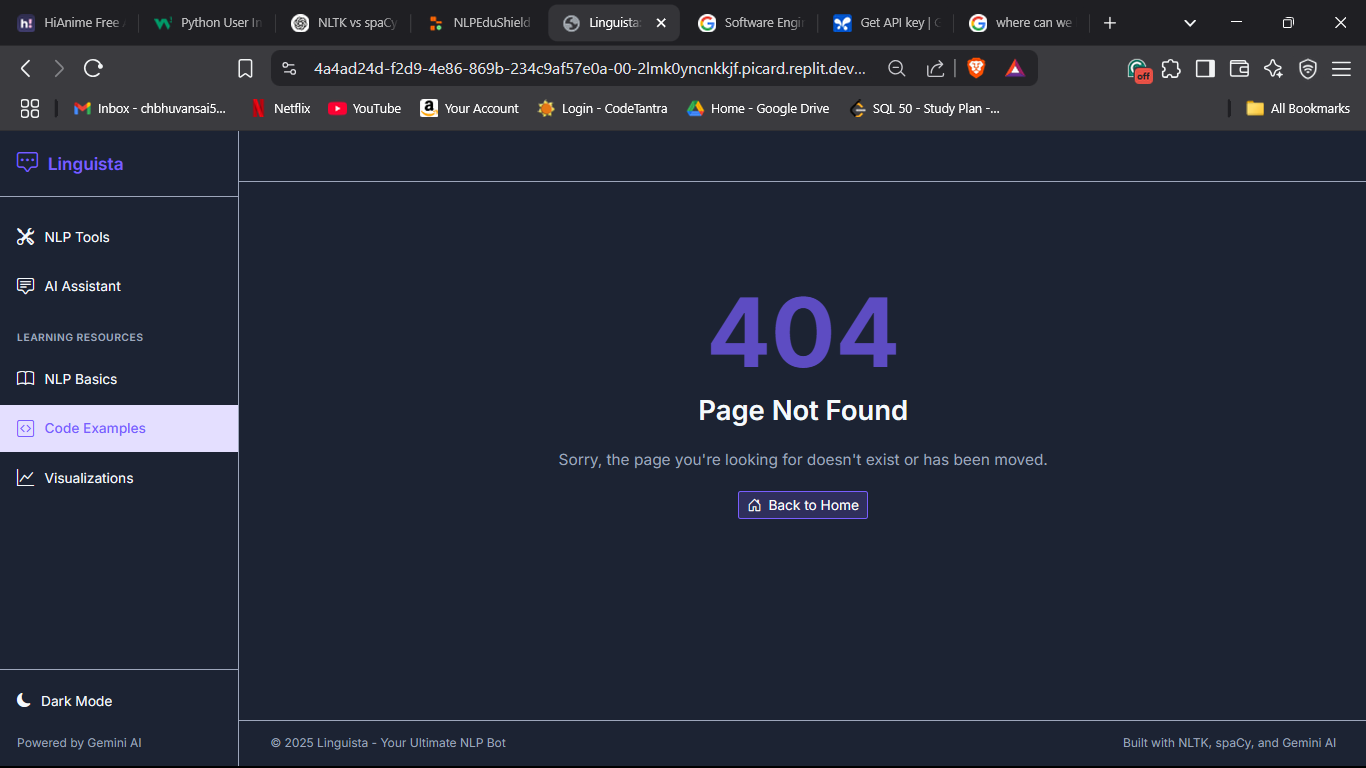 HiAnime Free
Python User In
NLTK vs spaCy
NLPEduShield
Linguista:
Software Engi
Get API key |
where can we
4a4ad24d-f2d9-4e86-869b-234c9af57e0a-00-2lmk0yncnkkjf.picard.replit.dev...
off
Inbox - chbhuvansai5...
Netflix
YouTube
Your Account
Login - CodeTantra
Home - Google Drive
SQL 50 - Study Plan -...
All Bookmarks
Linguista
NLP Tools
AI Assistant
LEARNING RESOURCES
NLP Basics
Code Examples
Visualizations
Dark Mode
Powered by Gemini AI
404
Page Not Found
Sorry, the page you're looking for doesn't exist or has been moved.
Back to Home
© 2025 Linguista - Your Ultimate NLP Bot
Built with NLTK, spaCy, and Gemini AI